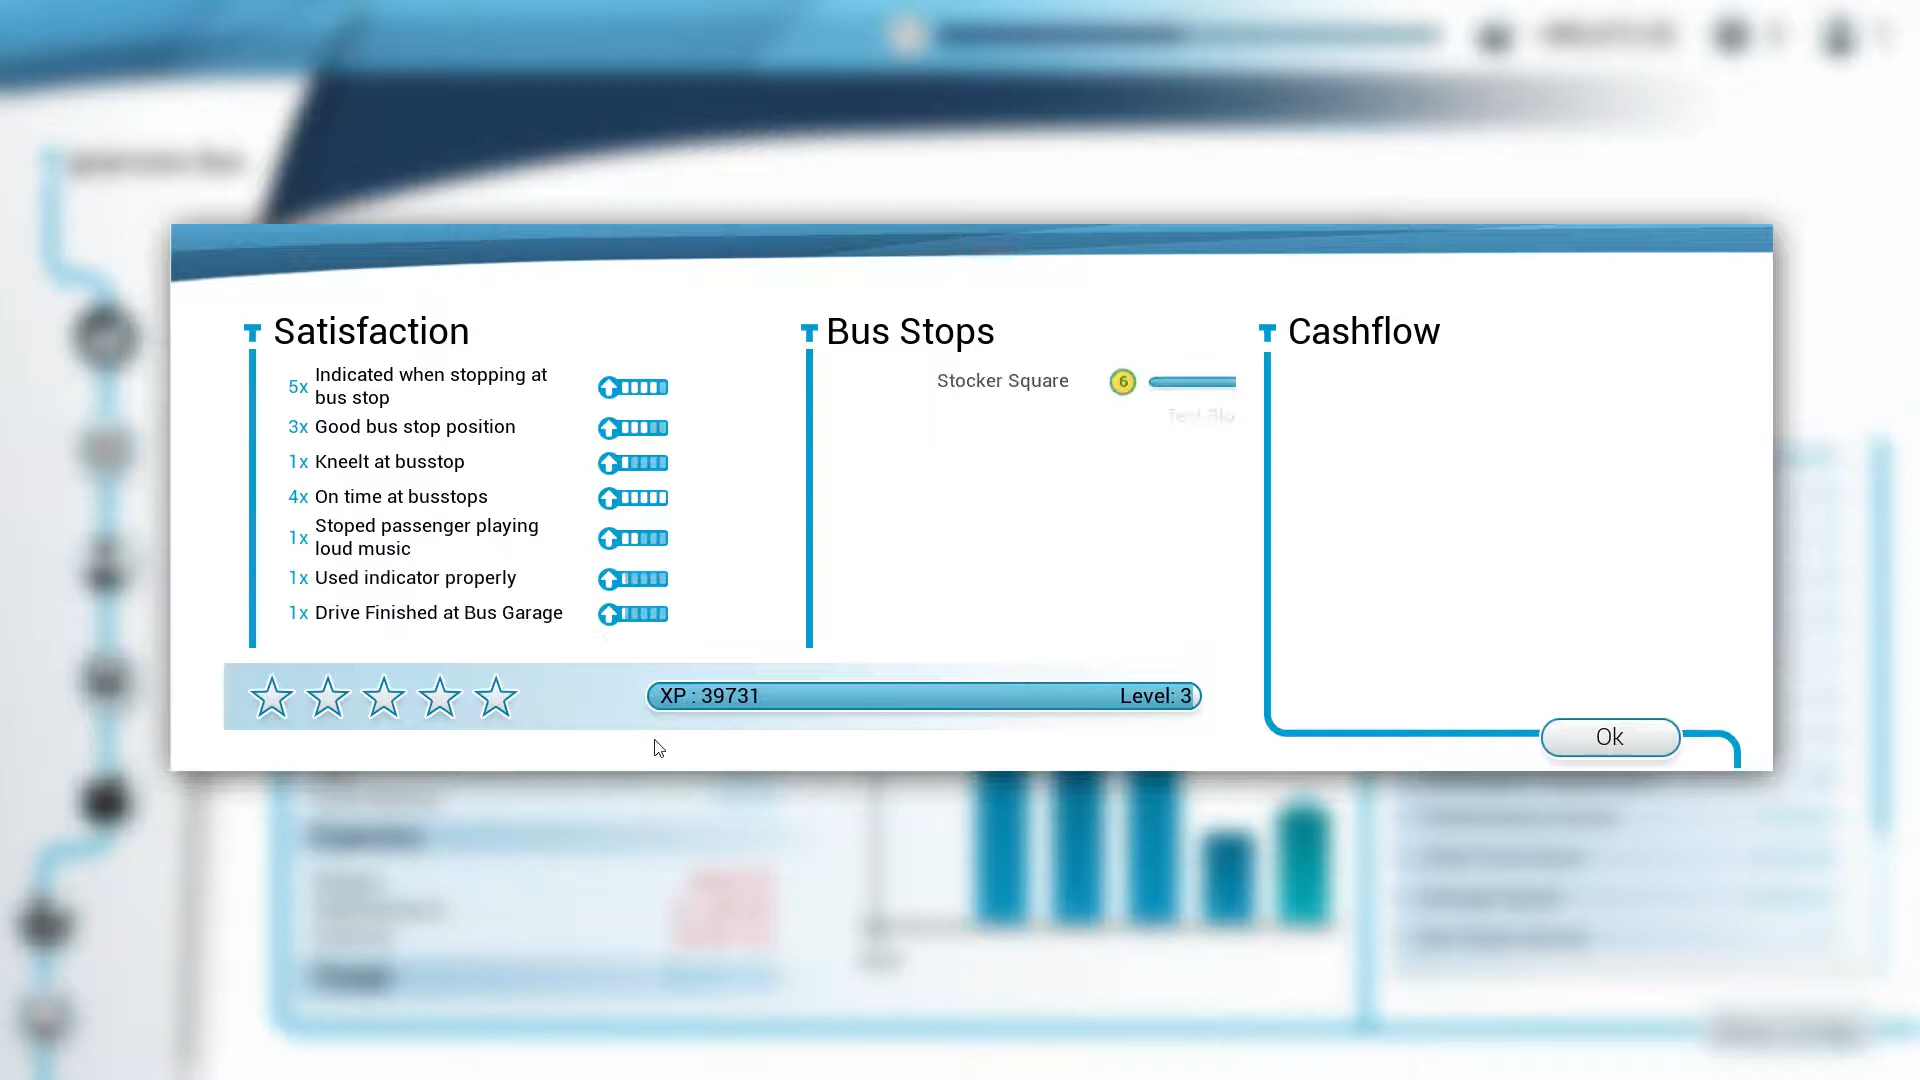 Satisfaction
5x Indicated when stopping at
bus stop
3x Good bus stop position
1x Kneelt at busstop
4x On time at busstops
1x Stoped passenger playing
loud music
1x Used indicator properly
1x Drive Finished at Bus Garage
Bus Stops
Stocker Square 6
Cashflow
XP : 39731 Level: 3
Ok